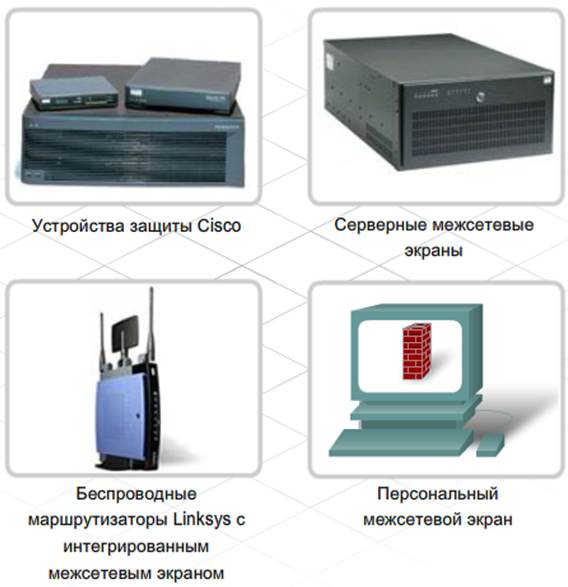 Устройства защиты Cisco
Серверные межсетевые
экраны
Беспроводные
маршрутизаторы Linksys с
интегрированным
межсетевым экраном
Персональный
межсетевой экран